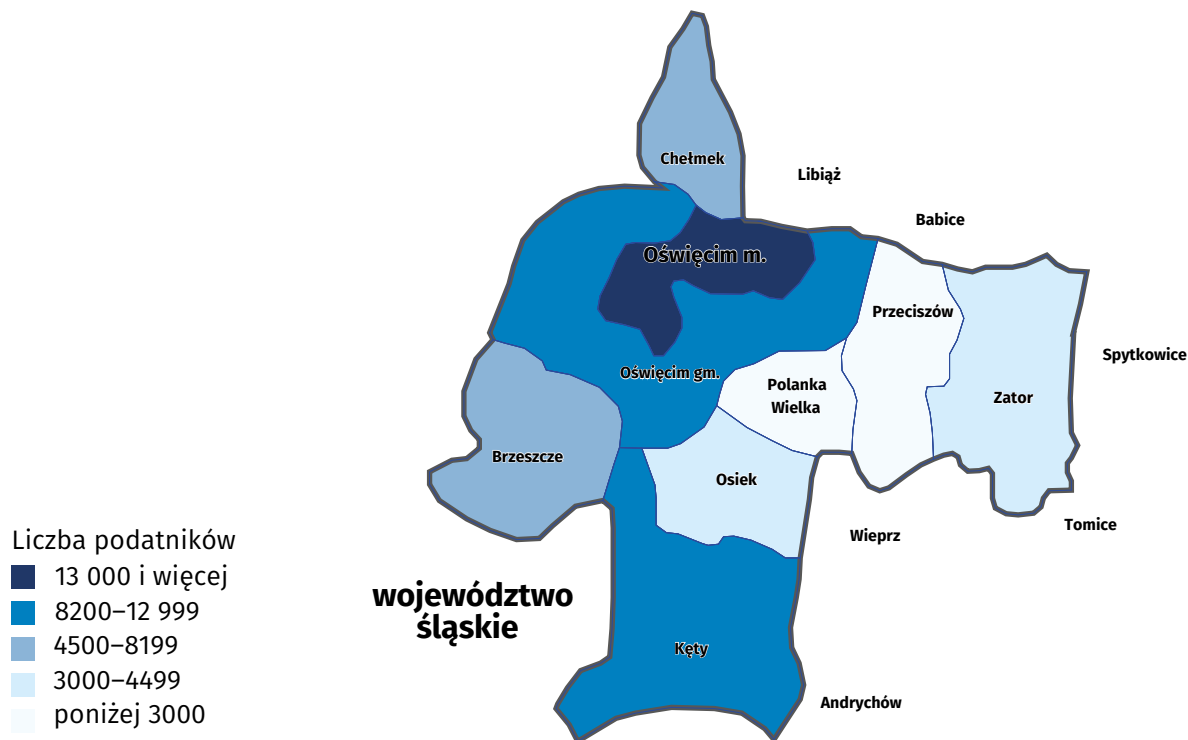 Chełmek
Libiąż
Babice
Oświęcim m.
Przeciszów
Spytkowice
Oświęcim gm.
Polanka
Wielka
Zator
Brzeszcze
Osiek
Tomice
Wieprz
Liczba podatników
13 000 i więcej
8200–12 999
4500–8199
3000–4499
poniżej 3000
województwo
śląskie
Kęty
Andrychów